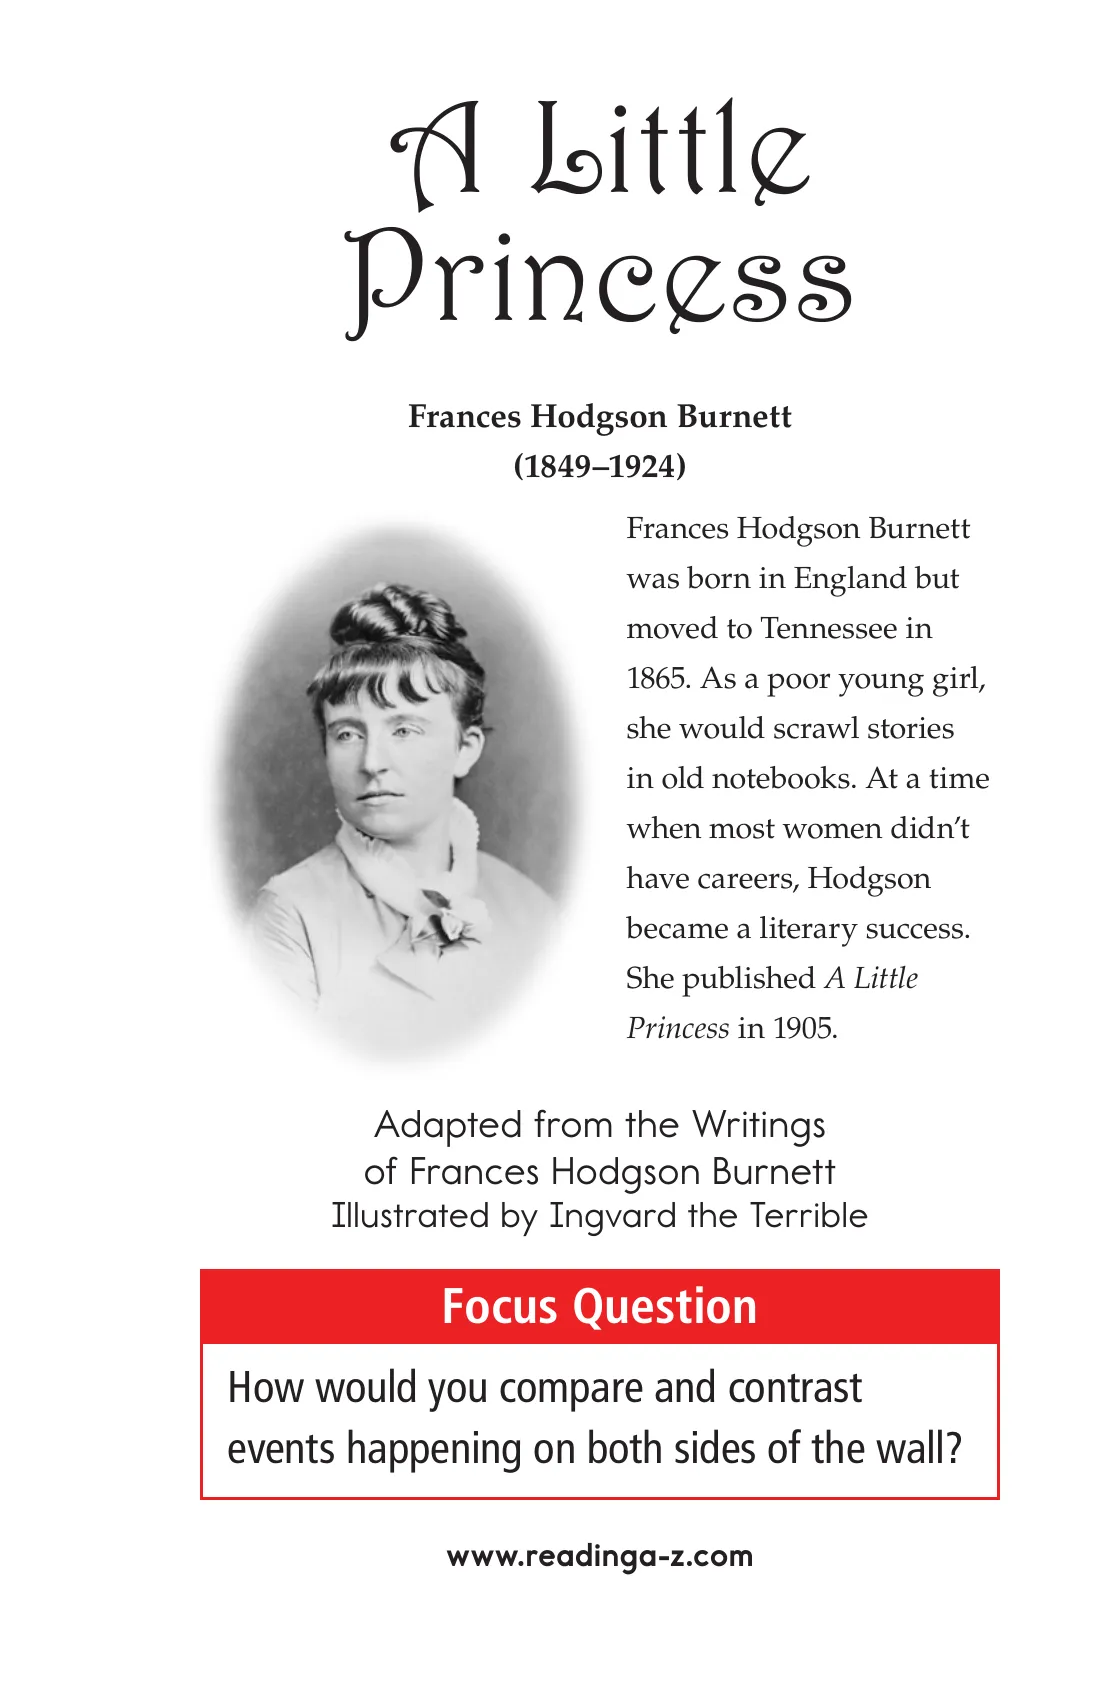 A Little
Princess
Frances Hodgson Burnett
(1849–1924)
Frances Hodgson Burnett
was born in England but
moved to Tennessee in
1865. As a poor young girl,
she would scrawl stories
in old notebooks. At a time
when most women didn’t
have careers, Hodgson
became a literary success.
She published A Little
Princess in 1905.
Adapted from the Writings
of Frances Hodgson Burnett
Illustrated by Ingvard the Terrible
Focus Question
How would you compare and contrast
events happening on both sides of the wall?
www.readinga-z.com